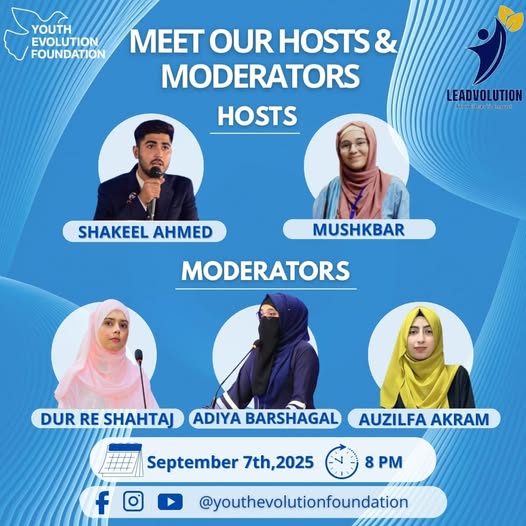 YOUTH
EVOLUTION
FOUNDATION
MEET OUR HOSTS &
MODERATORS
LEADVOLUTION
HOSTS
SHAKEEL AHMED
MUSHKBAR
MODERATORS
DUR RE SHAHTAJ
ADIYA BARSHAGAL
AUZILFA AKRAM
September 7th,2025
8 PM
@youthevolutionfoundation